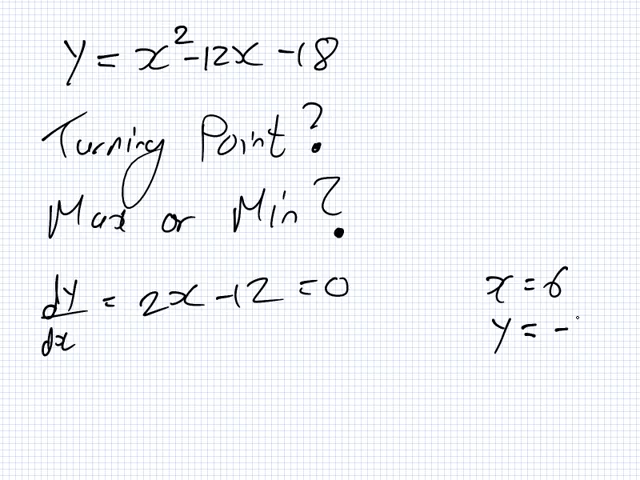 y = x²-12x -18
Turning Point?
Max or Min?
dy/dx = 2x -12 = 0
x = 6
y = -